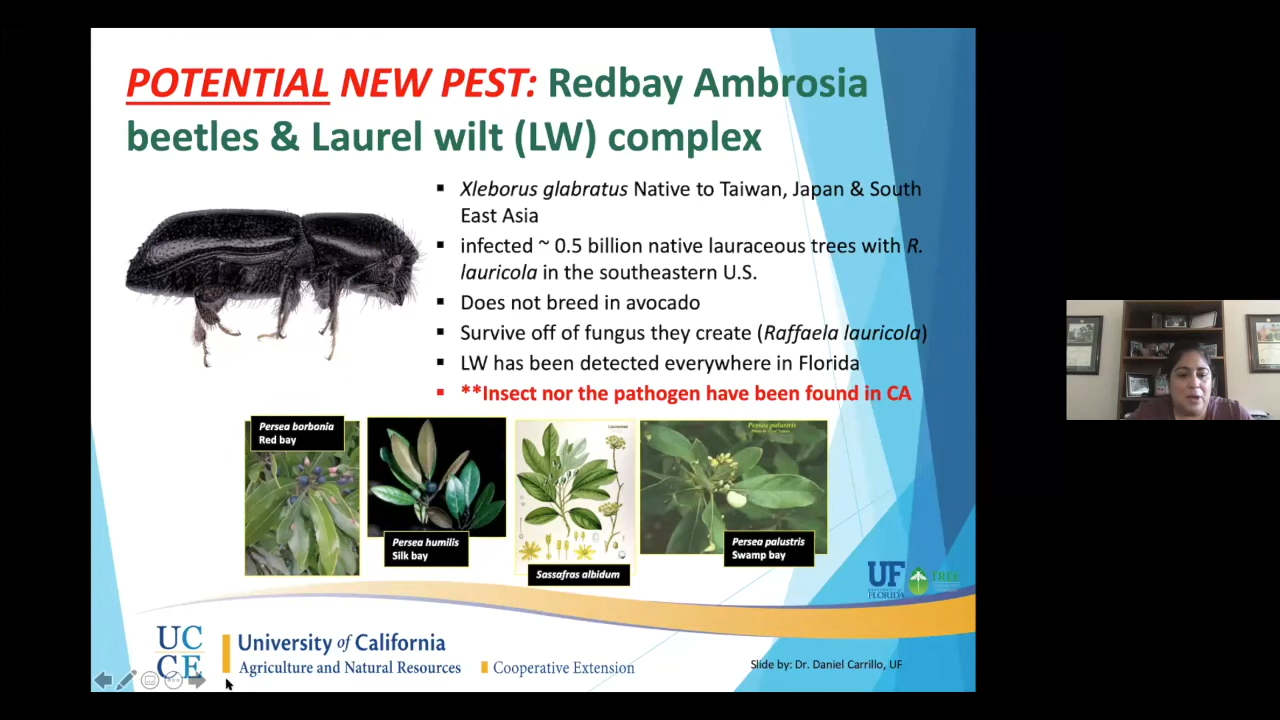 POTENTIAL NEW PEST: Redbay Ambrosia
beetles & Laurel wilt (LW) complex
▪ Xleborus glabratus Native to Taiwan, Japan & South
East Asia
▪ infected ~ 0.5 billion native lauraceous trees with R.
lauricola in the southeastern U.S.
▪ Does not breed in avocado
▪ Survive off of fungus they create (Raffaela lauricola)
▪ LW has been detected everywhere in Florida
▪ **Insect nor the pathogen have been found in CA
Persea borbonia
Red bay
Persea humilis
Silk bay
Sassafras albidum
Persea palustris
Persea palustris
Swamp bay
UF
FLORIDA
TREC
UC
CE
University of California
Agriculture and Natural Resources
Cooperative Extension
Slide by: Dr. Daniel Carrillo, UF